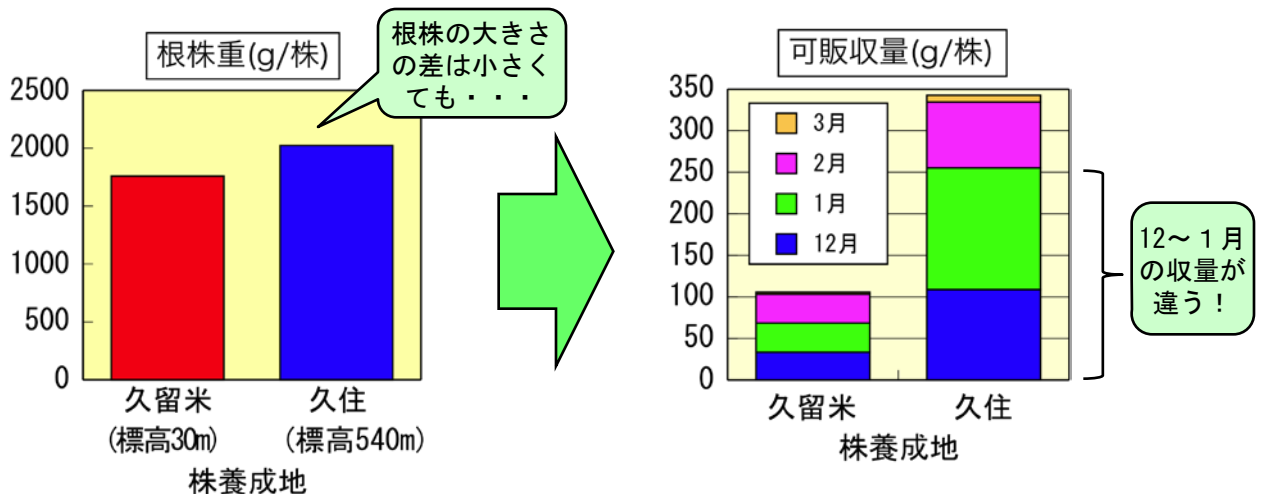 根株重(g/株)
2500
2000
1500
1000
500
0
久留米
(標高30m)
久住
(標高540m)
株養成地
根株の大きさ
の差は小さく
ても・・・
可販収量(g/株)
350
300
250
200
150
100
50
0
3月
2月
1月
12月
久留米
久住
株養成地
12～１月
の収量が
違う！